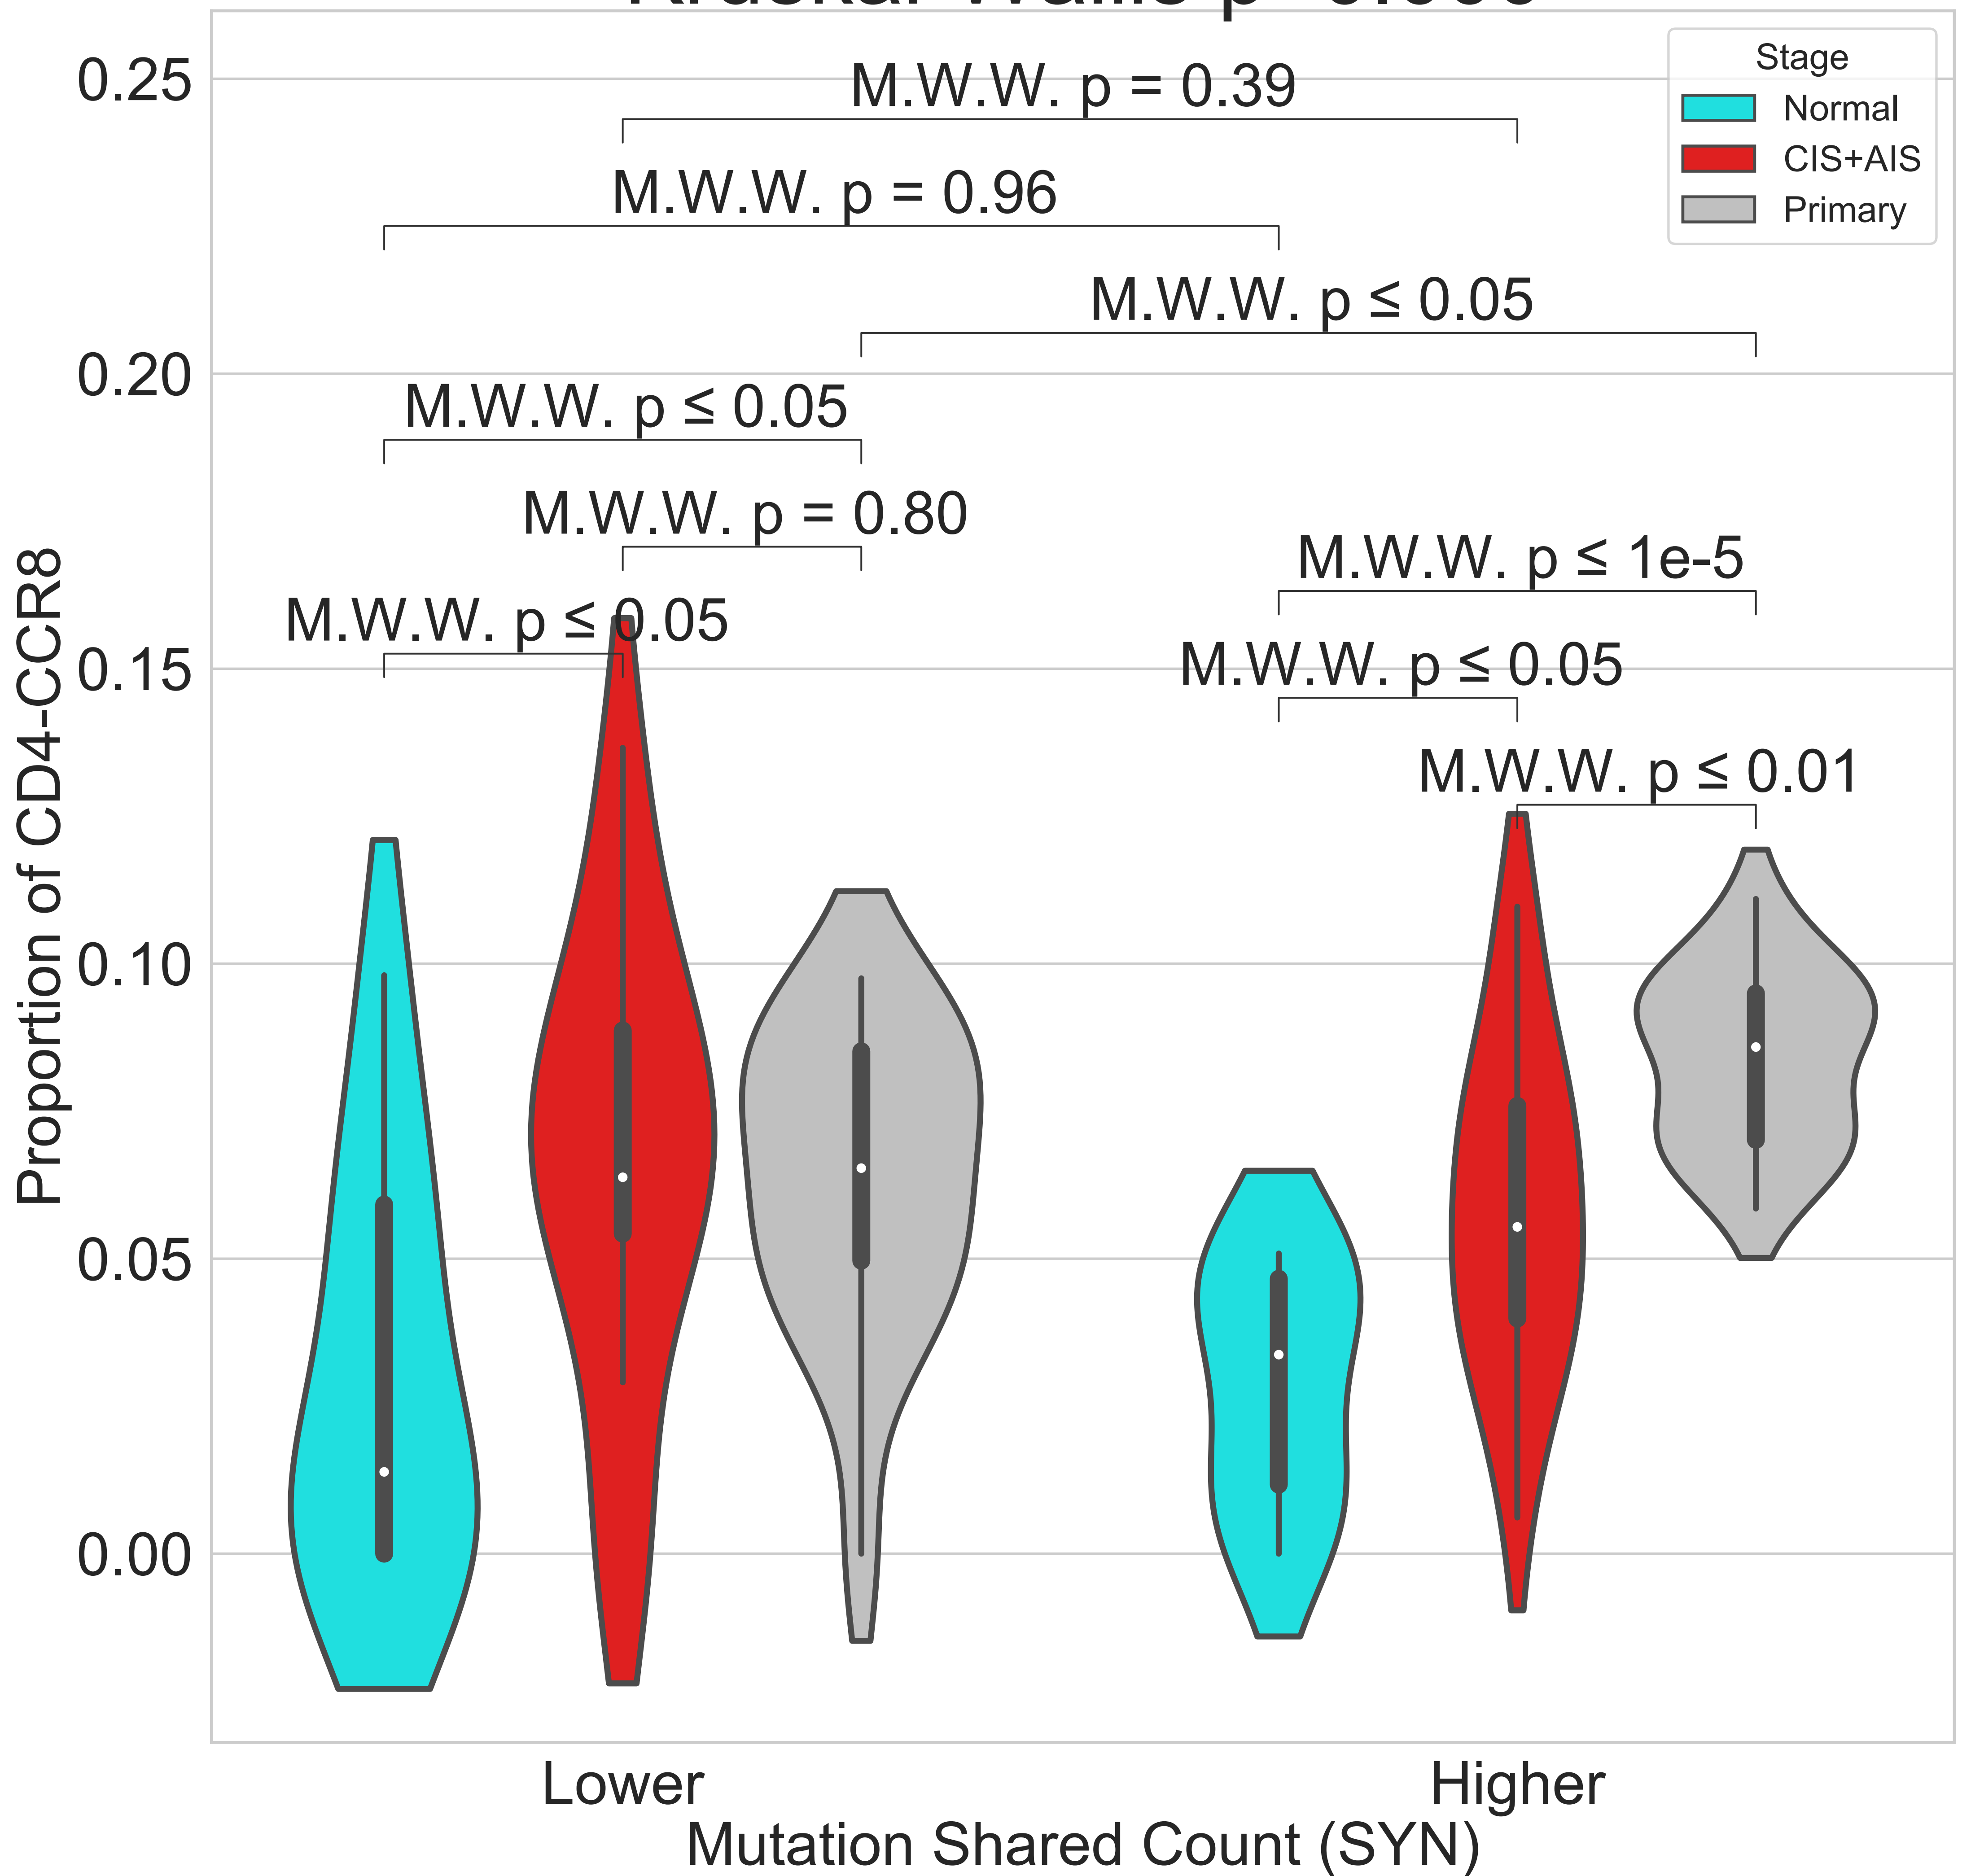 0.25
0.20
0.15
0.10
0.05
0.00
Proportion of CD4-CCR8
M.W.W. p = 0.39
M.W.W. p = 0.96
M.W.W. p ≤ 0.05
M.W.W. p ≤ 0.05
M.W.W. p = 0.80
M.W.W. p ≤ 0.05
M.W.W. p ≤ 1e-5
M.W.W. p ≤ 0.05
M.W.W. p ≤ 0.01
Stage
Normal
CIS+AIS
Primary
Lower
Higher
Mutation Shared Count (SYN)